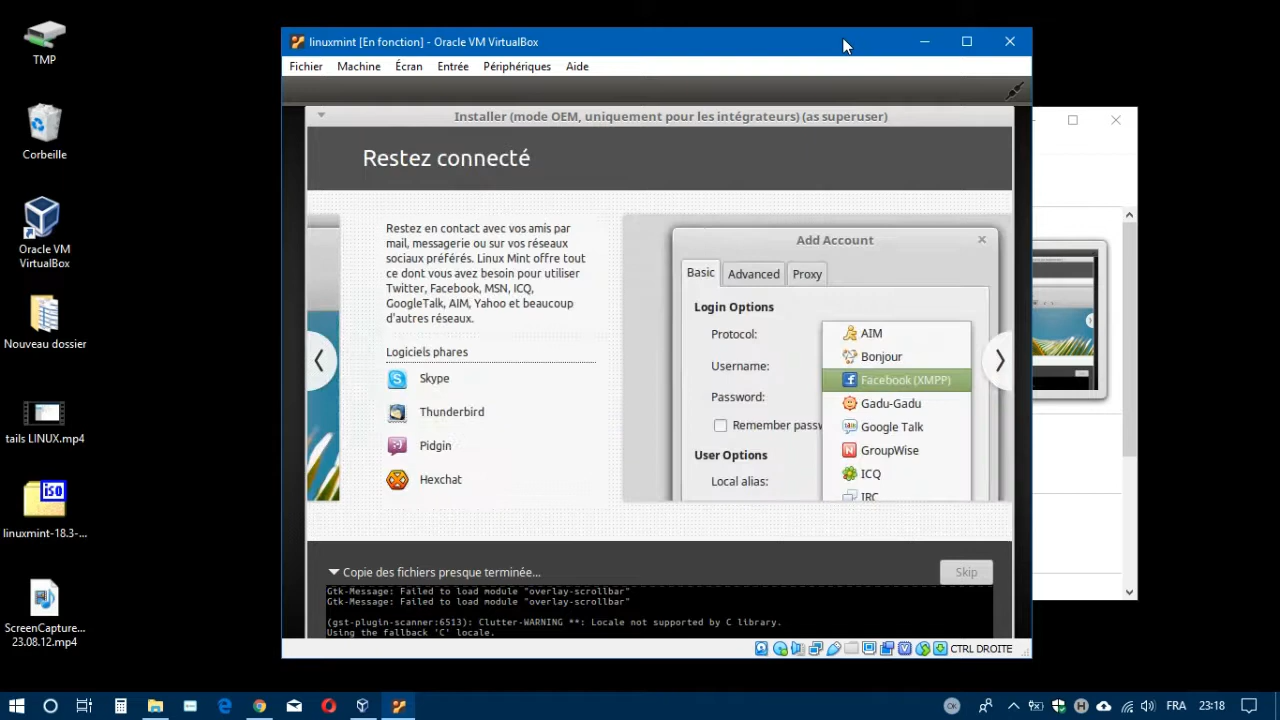 TMP
Corbeille
Oracle VM
VirtualBox
Nouveau dossier
tails LINUX.mp4
ISO
linuxmint-18.3-...
ScreenCapture...
23.08.12.mp4
linuxmint [En fonction] - Oracle VM VirtualBox
Fichier Machine Écran Entrée Périphériques Aide
Installer (mode OEM, uniquement pour les intégrateurs) (as superuser)
Restez connecté
Restez en contact avec vos amis par
mail, messagerie ou sur vos réseaux
sociaux préférés. Linux Mint offre tout
ce dont vous avez besoin pour utiliser
Twitter, Facebook, MSN, ICQ,
GoogleTalk, AIM, Yahoo et beaucoup
d'autres réseaux.
Logiciels phares
Skype
Thunderbird
Pidgin
Hexchat
Add Account
Basic Advanced Proxy
Login Options
Protocol:
Username:
Password:
Remember passw
User Options
Local alias:
AIM
Bonjour
Facebook (XMPP)
Gadu-Gadu
Google Talk
GroupWise
ICQ
IRC
Copie des fichiers presque terminée...
Skip
Gtk-Message: Failed to load module "overlay-scrollbar"
Gtk-Message: Failed to load module "overlay-scrollbar"
(gst-plugin-scanner:6513): Clutter-WARNING **: Locale not supported by C library.
Using the fallback 'C' locale.
CTRL DROITE
OK
FRA 23:18